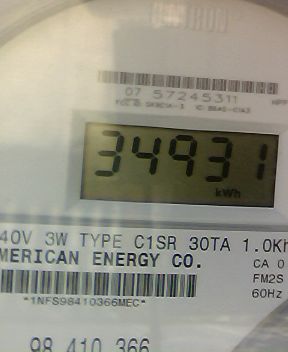 07 57245311
34931
kWh
40V 3W TYPE C1SR 30TA 1.0Kh
MERICAN ENERGY CO.
CA 0
FM2S
60Hz
*1NFS98410366MEC*
98 410 366